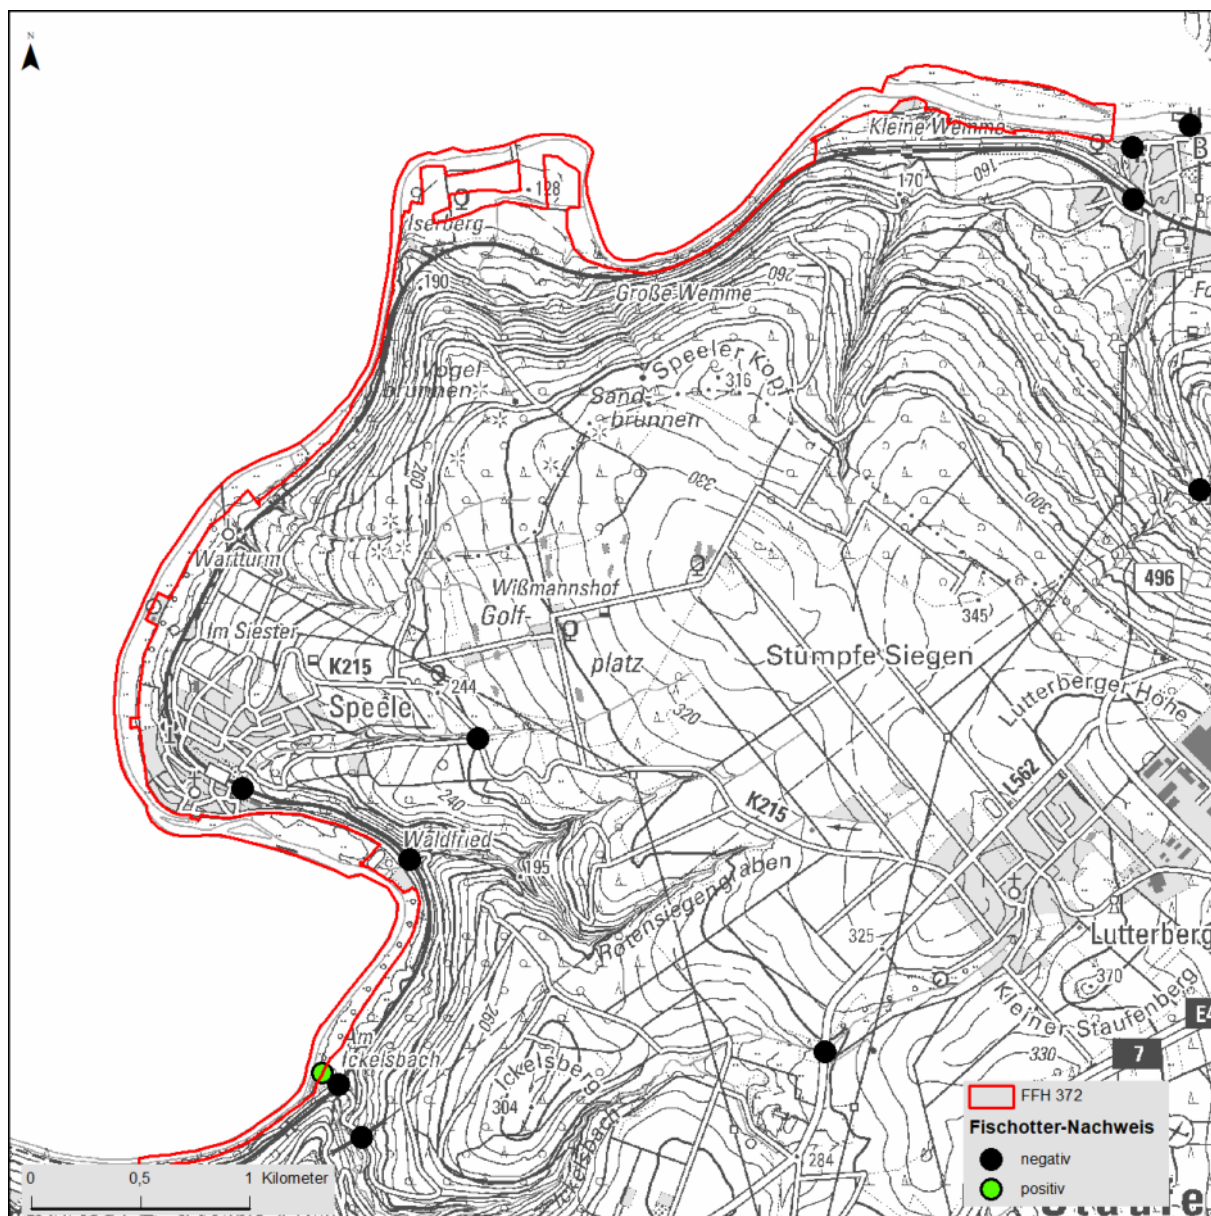 N
Kleine Wemme
B
128
170
160
Iserberg
190
Große Wemme
260
Fo
Speeler Kopf
316
Vogel-
brunnen
Sand-
brunnen
260
330
300
Wartturm
Wißmannshof
Golf-
platz
496
345
Im Siester
K215
244
Speele
Stümpfe Siegen
Lutterberger Höhe
320
L562
240
K215
Waldfried
195
Rotensiegengraben
325
Lutterberg
370
Kleiner Staufenberg
260
E4
Am
Ickelsbach
Ickelsberg
330
7
304
Ickelsbach
284
FFH 372
Fischotter-Nachweis
negativ
positiv
0
0,5
1
Kilometer